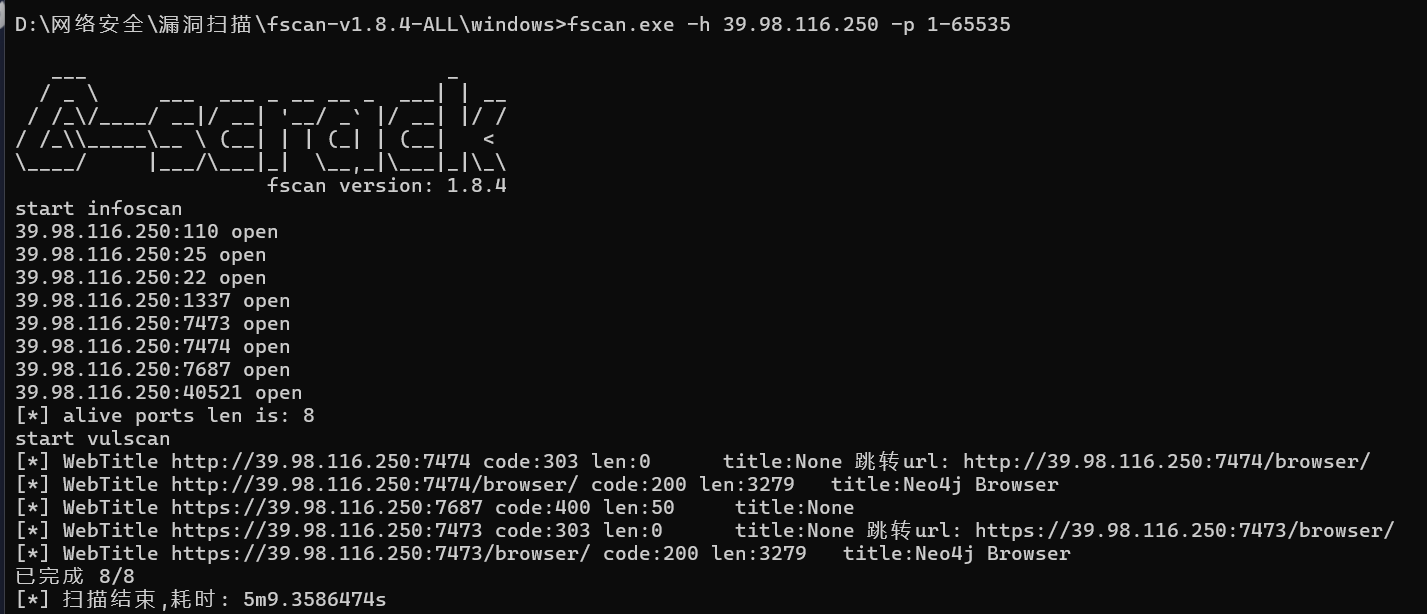 D:\网络安全\漏洞扫描\fscan-v1.8.4-ALL\windows>fscan.exe -h 39.98.116.250 -p 1-65535
   ___                              _
  / _ \     ___  ___ _ __ __ _  ___| | __
 / /_\/____/ __|/ __| '__/ _` |/ __| |/ /
/ /_\\_____\__ \ (__| | | (_| | (__|   <
\____/     |___/\___|_|  \__,_|\___|_|\_\
                     fscan version: 1.8.4
start infoscan
39.98.116.250:110 open
39.98.116.250:25 open
39.98.116.250:22 open
39.98.116.250:1337 open
39.98.116.250:7473 open
39.98.116.250:7474 open
39.98.116.250:7687 open
39.98.116.250:40521 open
[*] alive ports len is: 8
start vulscan
[*] WebTitle http://39.98.116.250:7474 code:303 len:0      title:None 跳转url: http://39.98.116.250:7474/browser/
[*] WebTitle http://39.98.116.250:7474/browser/ code:200 len:3279   title:Neo4j Browser
[*] WebTitle https://39.98.116.250:7687 code:400 len:50     title:None
[*] WebTitle https://39.98.116.250:7473 code:303 len:0      title:None 跳转url: https://39.98.116.250:7473/browser/
[*] WebTitle https://39.98.116.250:7473/browser/ code:200 len:3279   title:Neo4j Browser
已完成 8/8
[*] 扫描结束,耗时: 5m9.3586474s